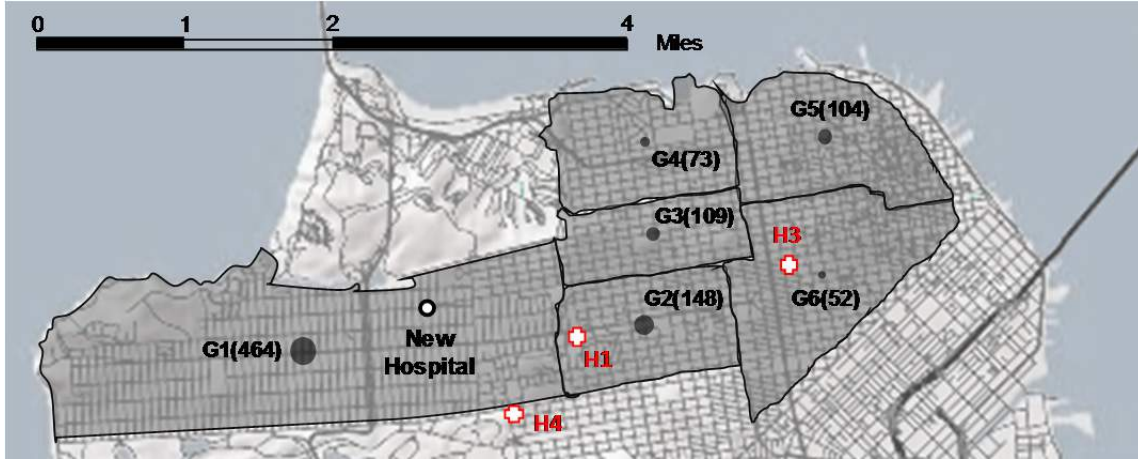 0 1 2 4
Miles
G5(104)
G4(73)
G3(109)
H3
G2(148)
G6(52)
New
Hospital
G1(464)
H1
H4